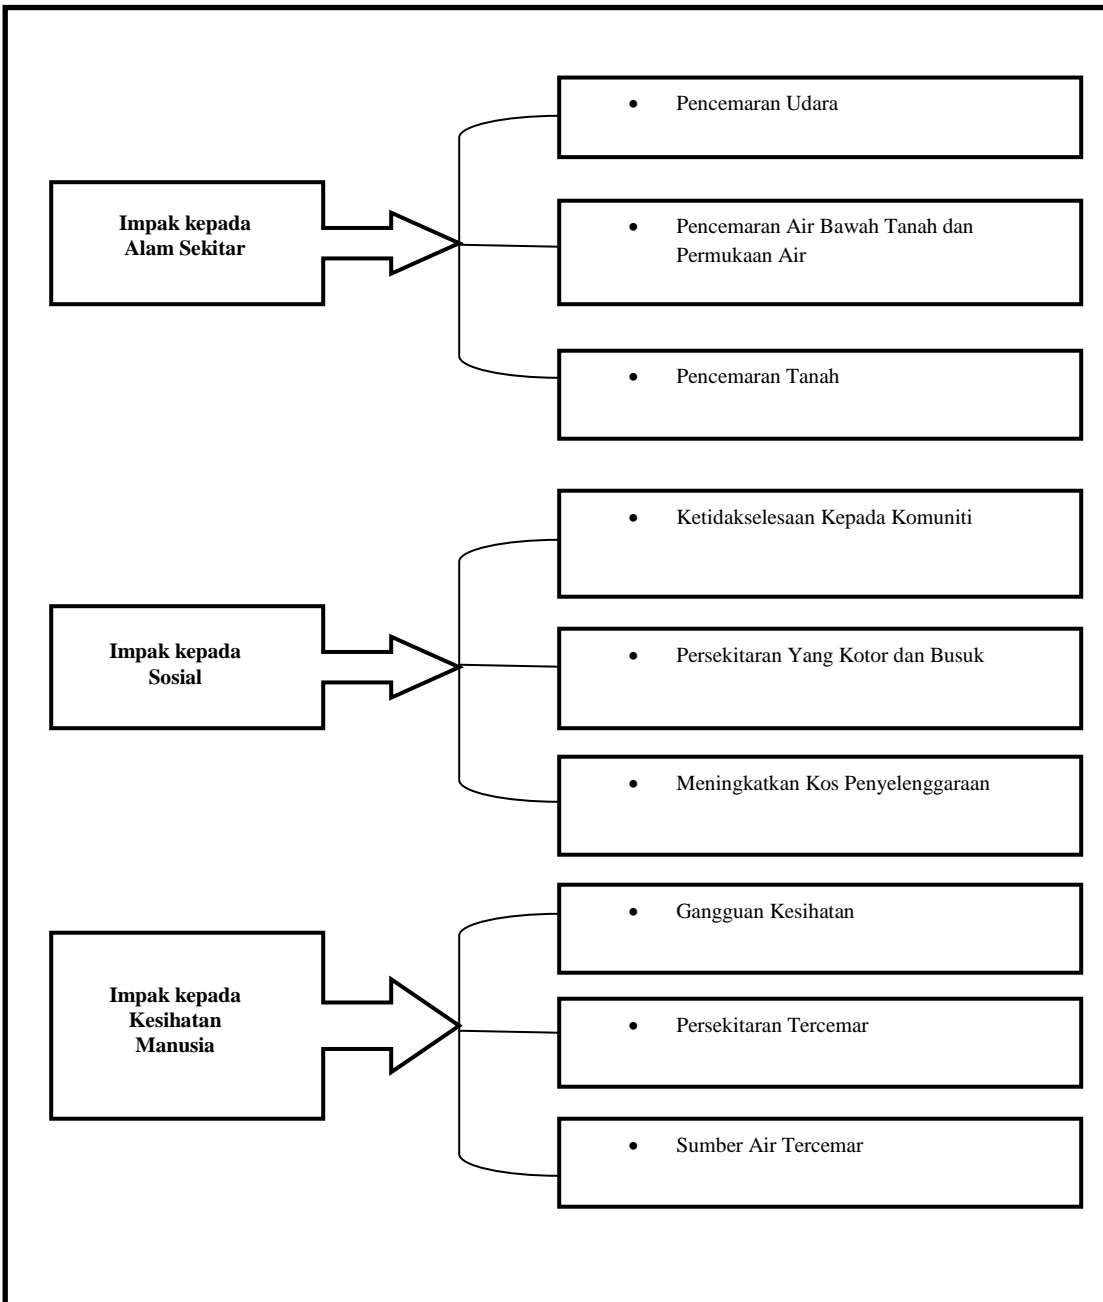 Impak kepada
Alam Sekitar
• Pencemaran Udara
• Pencemaran Air Bawah Tanah dan
Permukaan Air
• Pencemaran Tanah
Impak kepada
Sosial
• Ketidakselesaan Kepada Komuniti
• Persekitaran Yang Kotor dan Busuk
• Meningkatkan Kos Penyelenggaraan
Impak kepada
Kesihatan
Manusia
• Gangguan Kesihatan
• Persekitaran Tercemar
• Sumber Air Tercemar